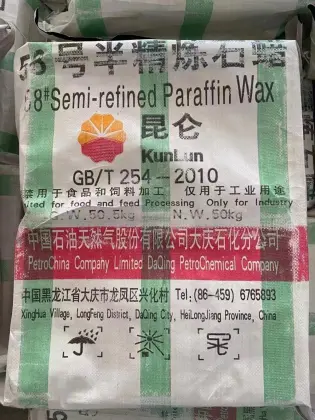 号半精炼石蜡
8#Semi-refined Paraffin Wax
昆仑
KunLun
GB/T 254-2010
禁用于食品和饲料加工 仅用于工业用途
ited for food and feed Processing Only for Industry
G.W.50.5kg N.W.50kg
中国石油天然气股份有限公司大庆石化分公司
PetroChina Company Limited DaQing PetroChemical Company
中国黑龙江省大庆市龙凤区兴化村 Tel.(86-459) 6765893
XingHua Village, LongFeng District, DaQing City, HeiLongJiang Province, China